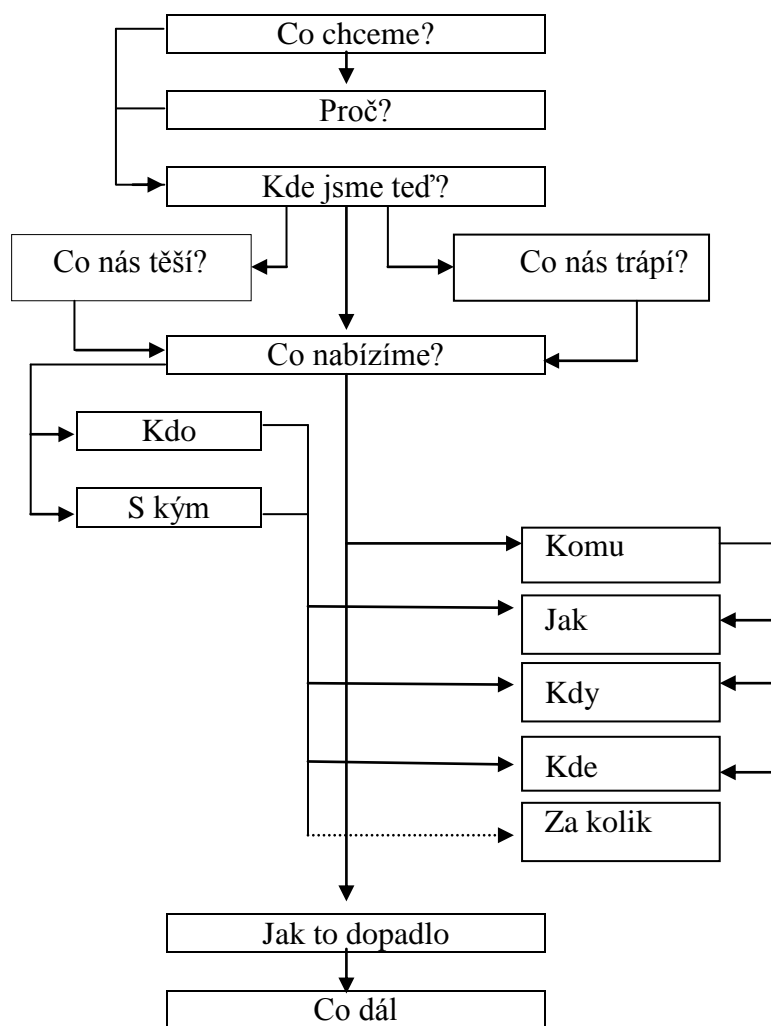 Co chceme?
Proč?
Kde jsme teď?
Co nás těší?
Co nás trápí?
Co nabízíme?
Kdo
S kým
Komu
Jak
Kdy
Kde
Za kolik
Jak to dopadlo
Co dál